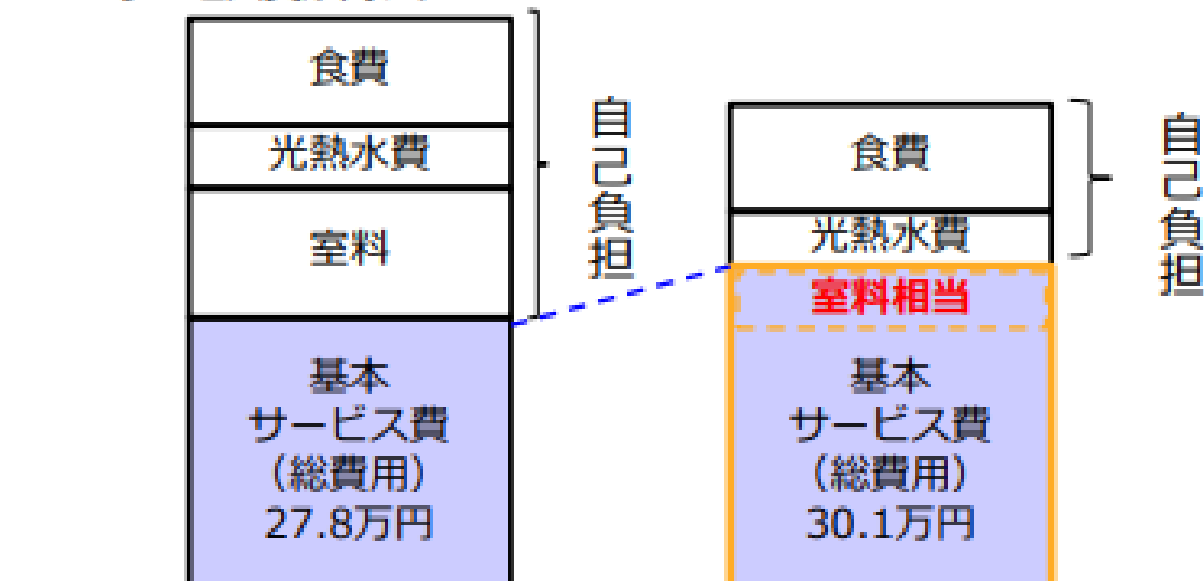 食費
光熱水費
室料
自己負担
基本
サービス費
（総費用）
27.8万円
食費
光熱水費
自己負担
室料相当
基本
サービス費
（総費用）
30.1万円